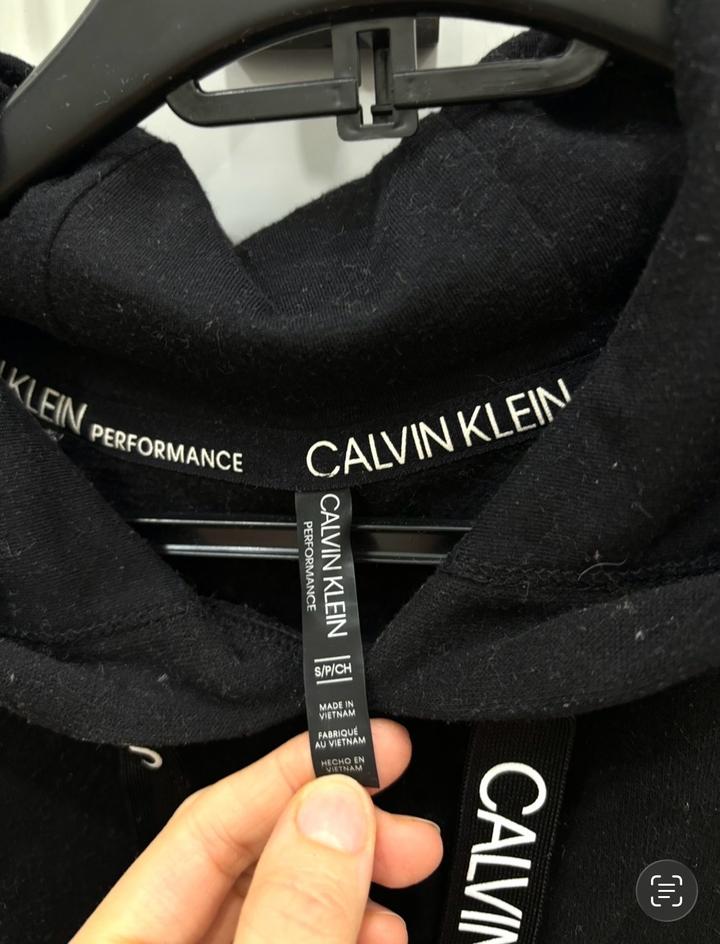 KLEIN PERFORMANCE CALVIN KLEIN
CALVIN KLEIN
PERFORMANCE
S/P/CH
MADE IN
VIETNAM
FABRIQUÉ
AU VIETNAM
HECHO EN
VIETNAM
CALVIN